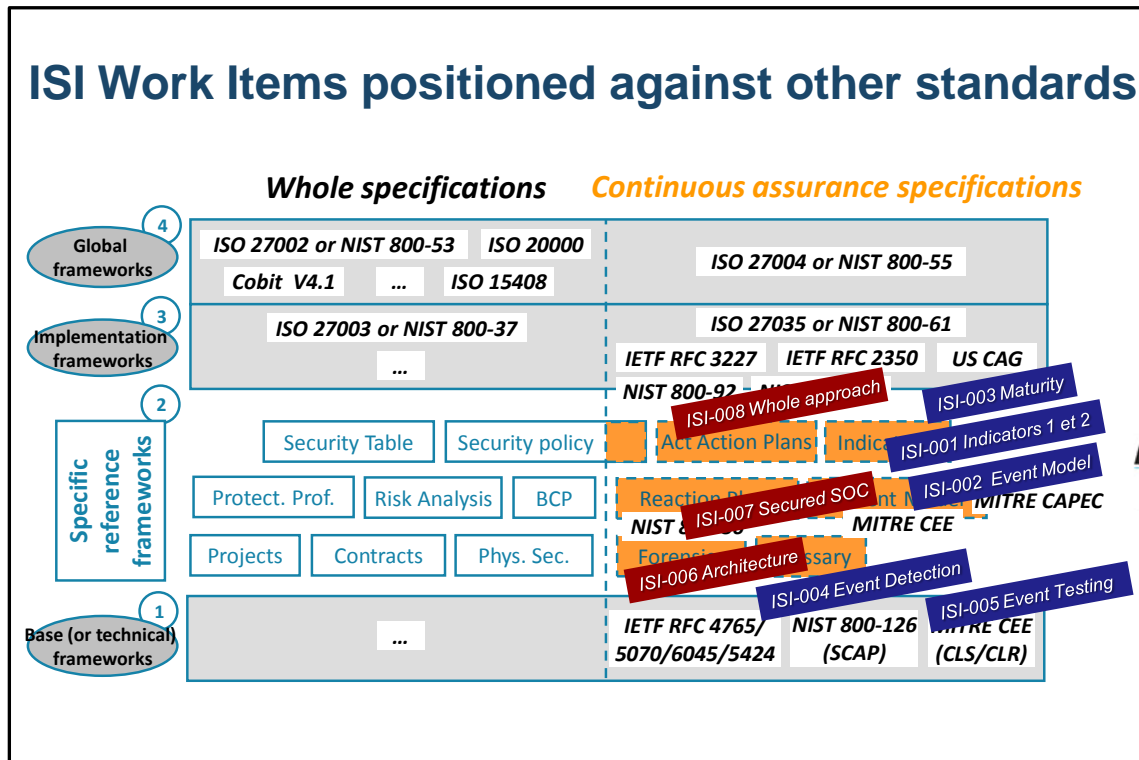 ISI Work Items positioned against other standards
Whole specifications
Continuous assurance specifications
4
Global
frameworks
ISO 27002 or NIST 800-53
ISO 20000
Cobit V4.1
...
ISO 15408
ISO 27004 or NIST 800-55
3
Implementation
frameworks
ISO 27003 or NIST 800-37
...
ISO 27035 or NIST 800-61
IETF RFC 3227
IETF RFC 2350
US CAG
NIST 800-92
ISI-008 Whole approach
ISI-003 Maturity
2
Specific
reference
frameworks
Security Table
Security policy
Act Action Plans
ISI-001 Indicators 1 et 2
Protect. Prof.
Risk Analysis
BCP
Reaction
ISI-007 Secured SOC
ISI-002 Event Model
MITRE CAPEC
NIST
MITRE CEE
Projects
Contracts
Phys. Sec.
ISI-006 Architecture
ISI-004 Event Detection
ISI-005 Event Testing
1
Base (or technical)
frameworks
...
IETF RFC 4765/
5070/6045/5424
NIST 800-126
(SCAP)
MITRE CEE
(CLS/CLR)